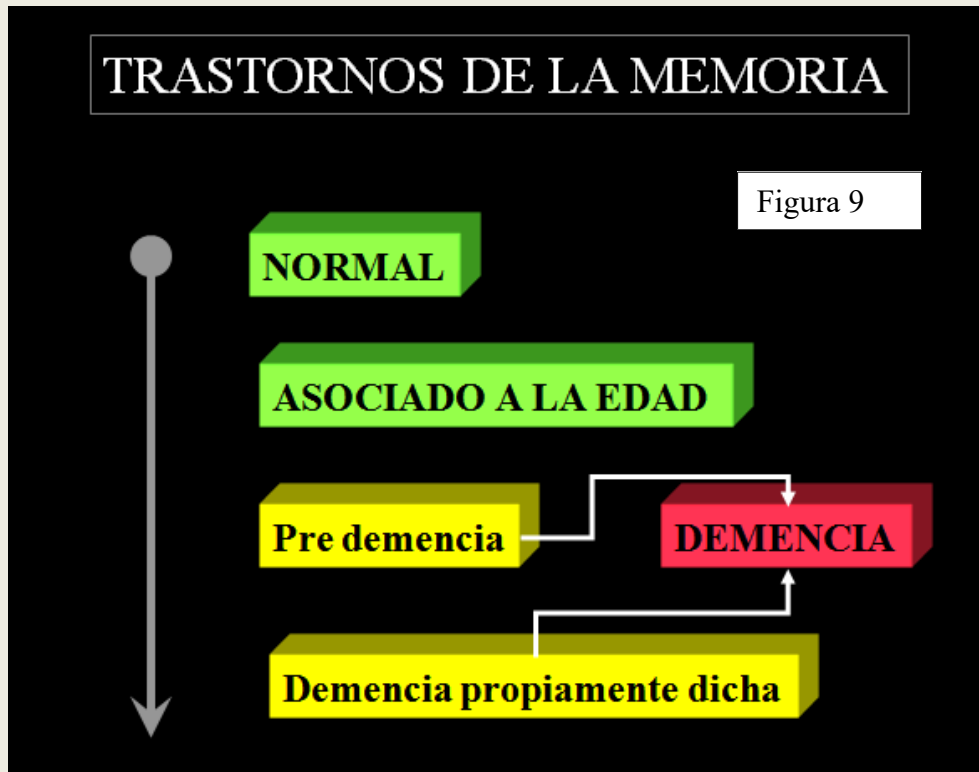 TRASTORNOS DE LA MEMORIA
Figura 9
NORMAL
ASOCIADO A LA EDAD
Pre demencia
DEMENCIA
Demencia propiamente dicha